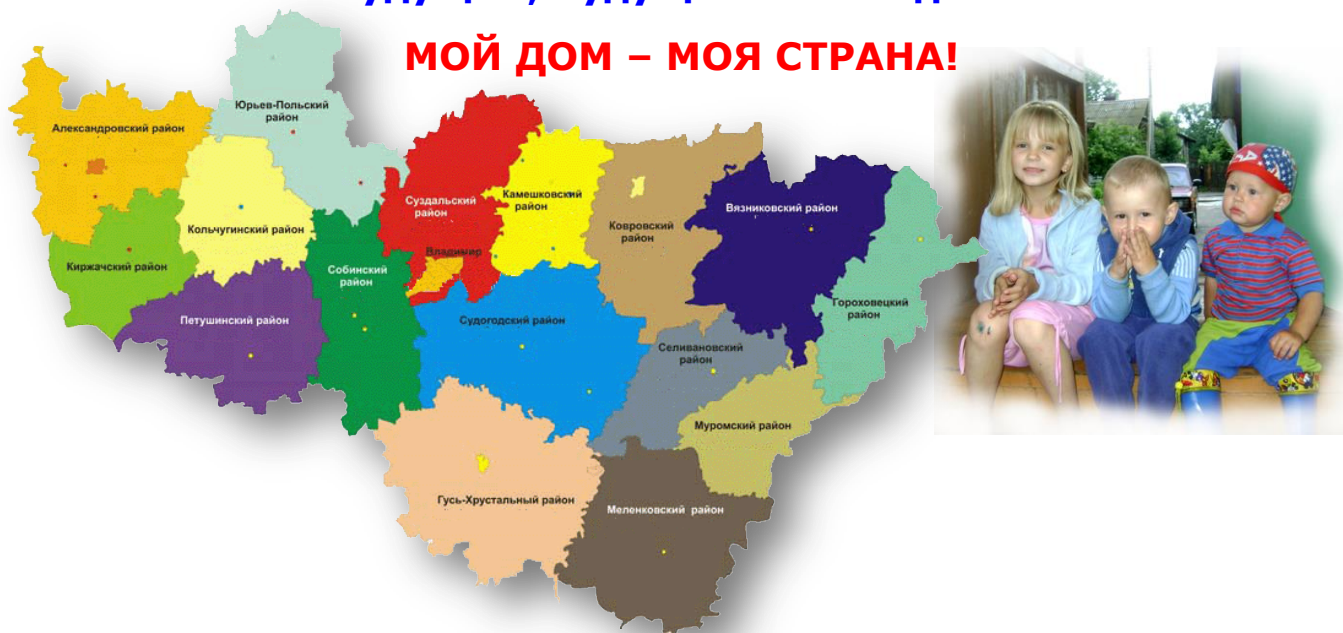 МОЙ ДОМ – МОЯ СТРАНА!
Юрьев-Польский
район
Александровский район
Суздальский
район
Камешковский
район
Ковровский
район
Вязниковский район
Кольчугинский район
Владимир
Киржачский район
Собинский
район
Гороховецкий
район
Петушинский район
Судогодский район
Селивановский
район
Муромский район
Гусь-Хрустальный район
Меленковский район